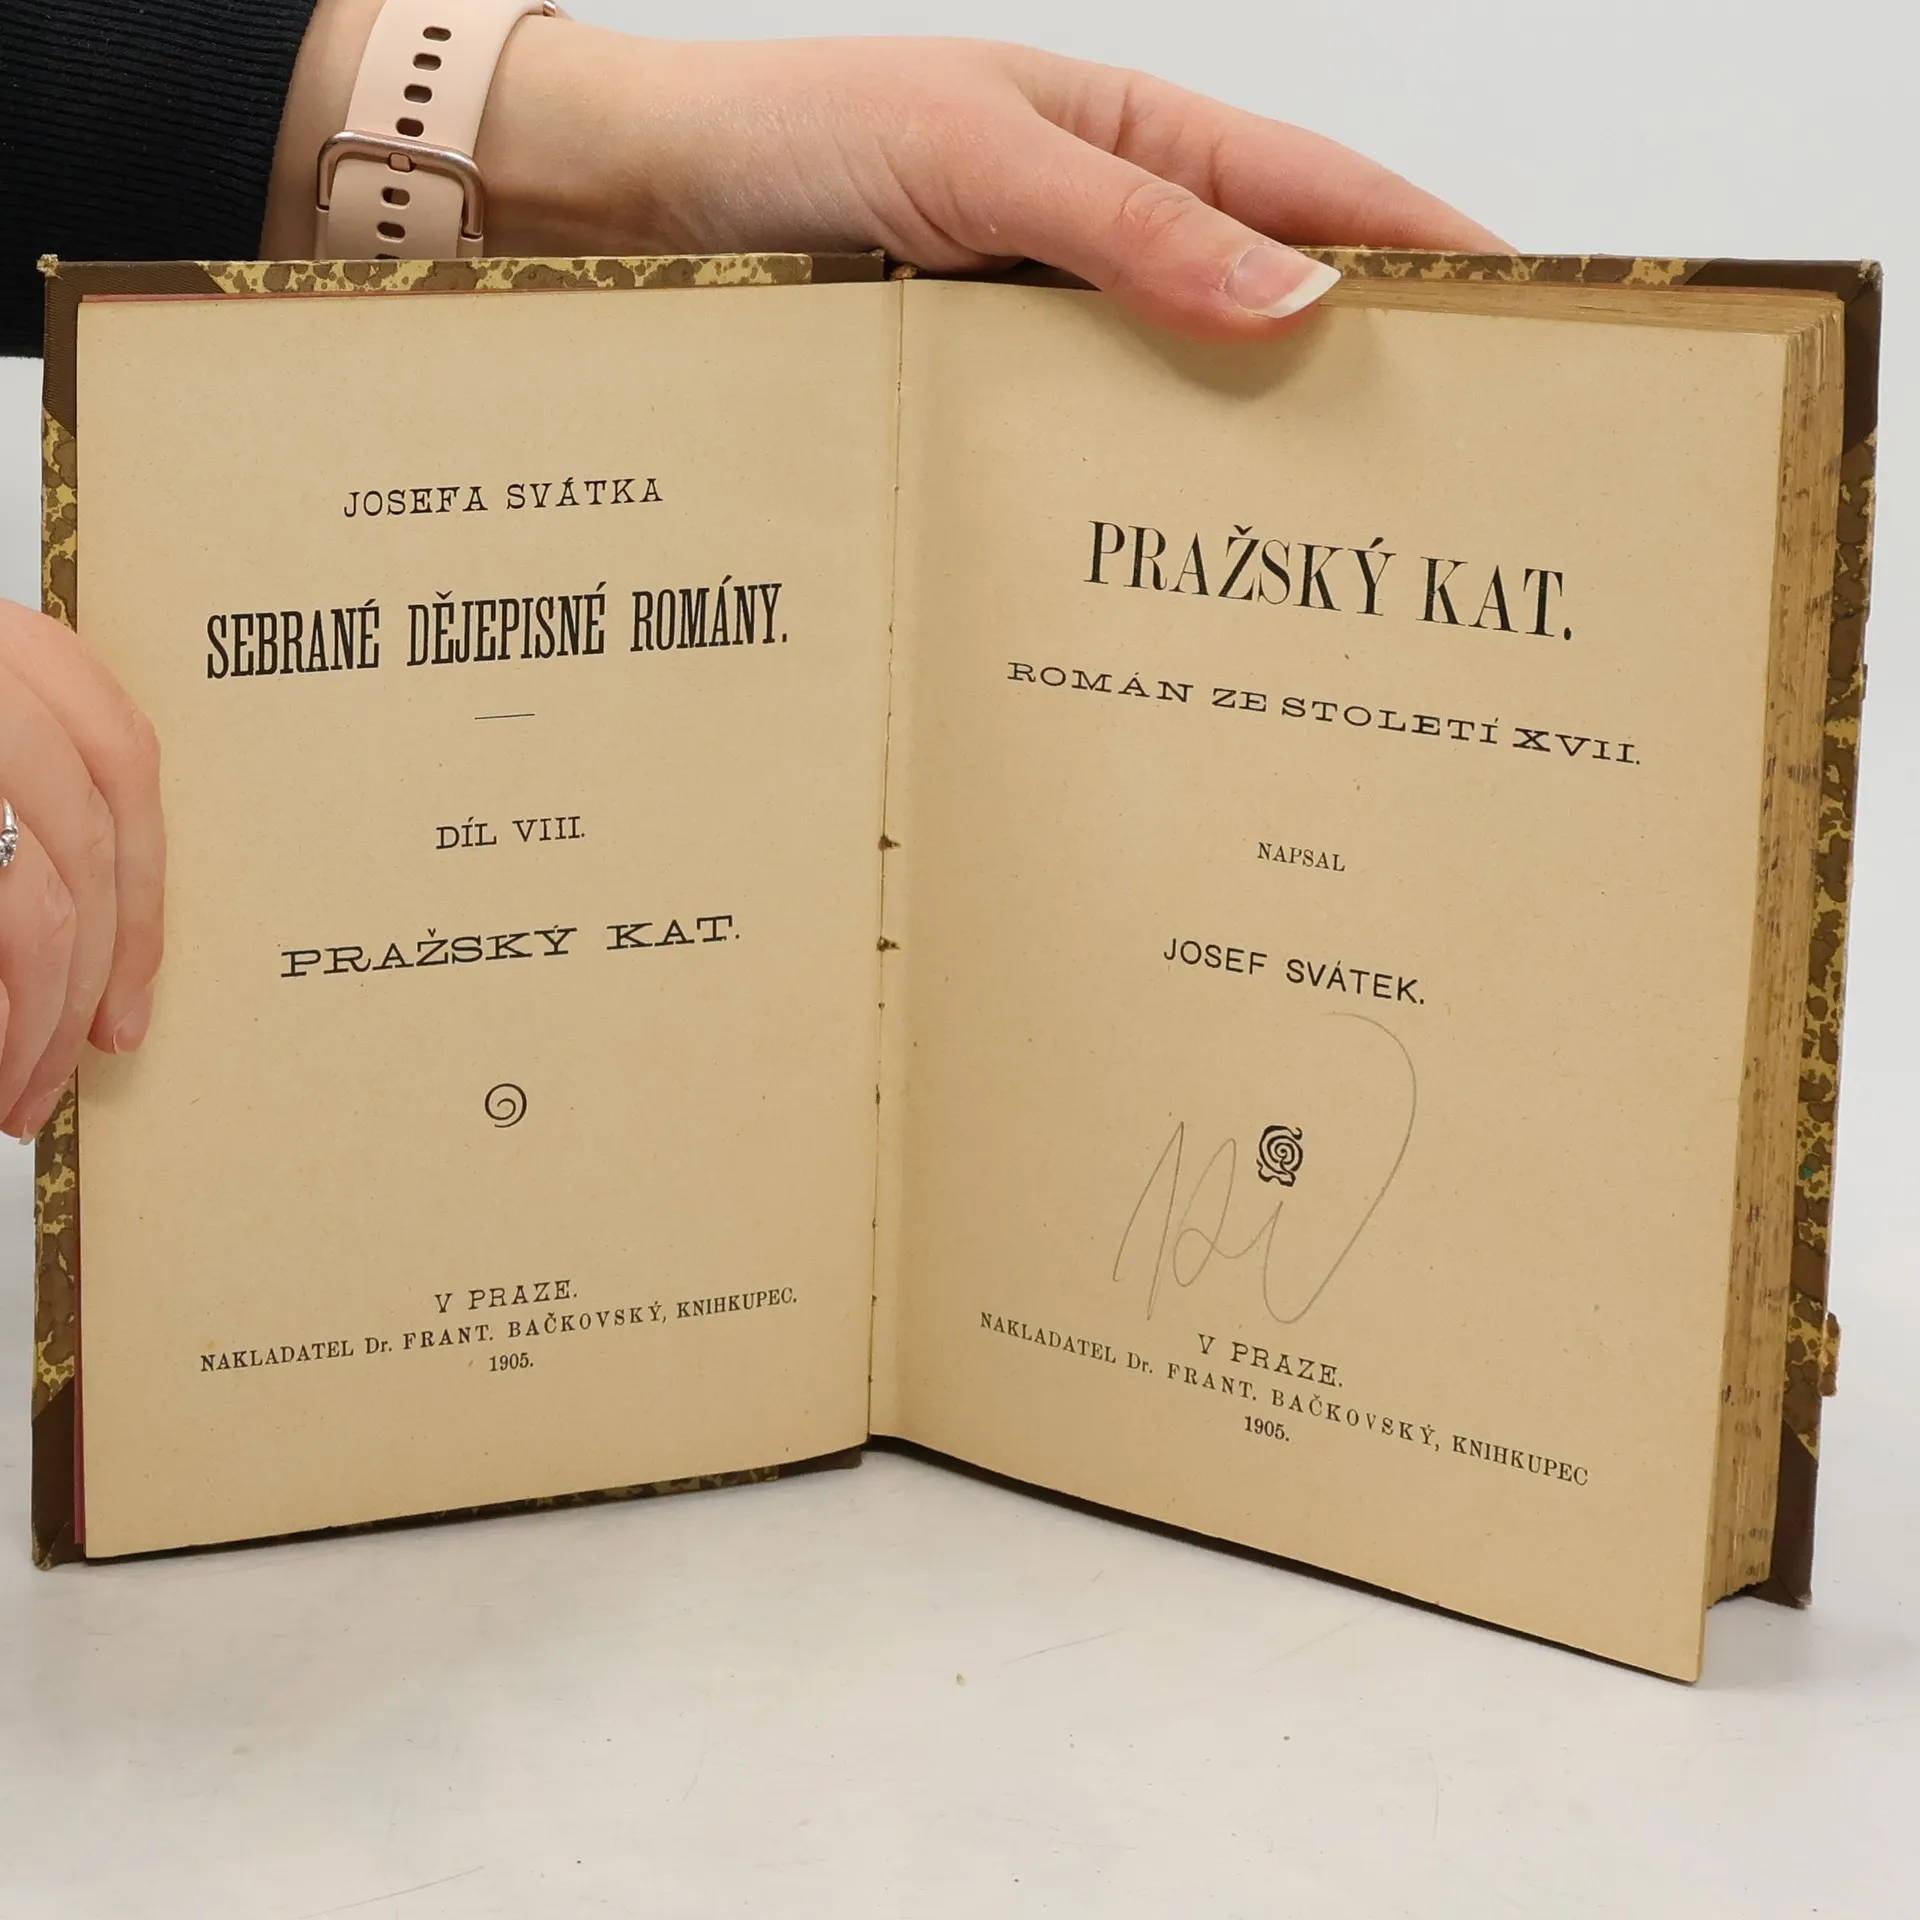 JOSEFA SVÁTKA
SEBRANÉ DĚJEPISNÉ ROMÁNY.
DÍL VIII.
PRAŽSKÝ KAT.
V PRAZE.
NAKLADATEL Dr. FRANT. BAČKOVSKÝ, KNIHKUPEC.
1905.
PRAŽSKÝ KAT.
ROMÁN ZE STOLETÍ XVII.
NAPSAL
JOSEF SVÁTEK.
V PRAZE.
NAKLADATEL Dr. FRANT. BAČKOVSKÝ, KNIHKUPEC
1905.